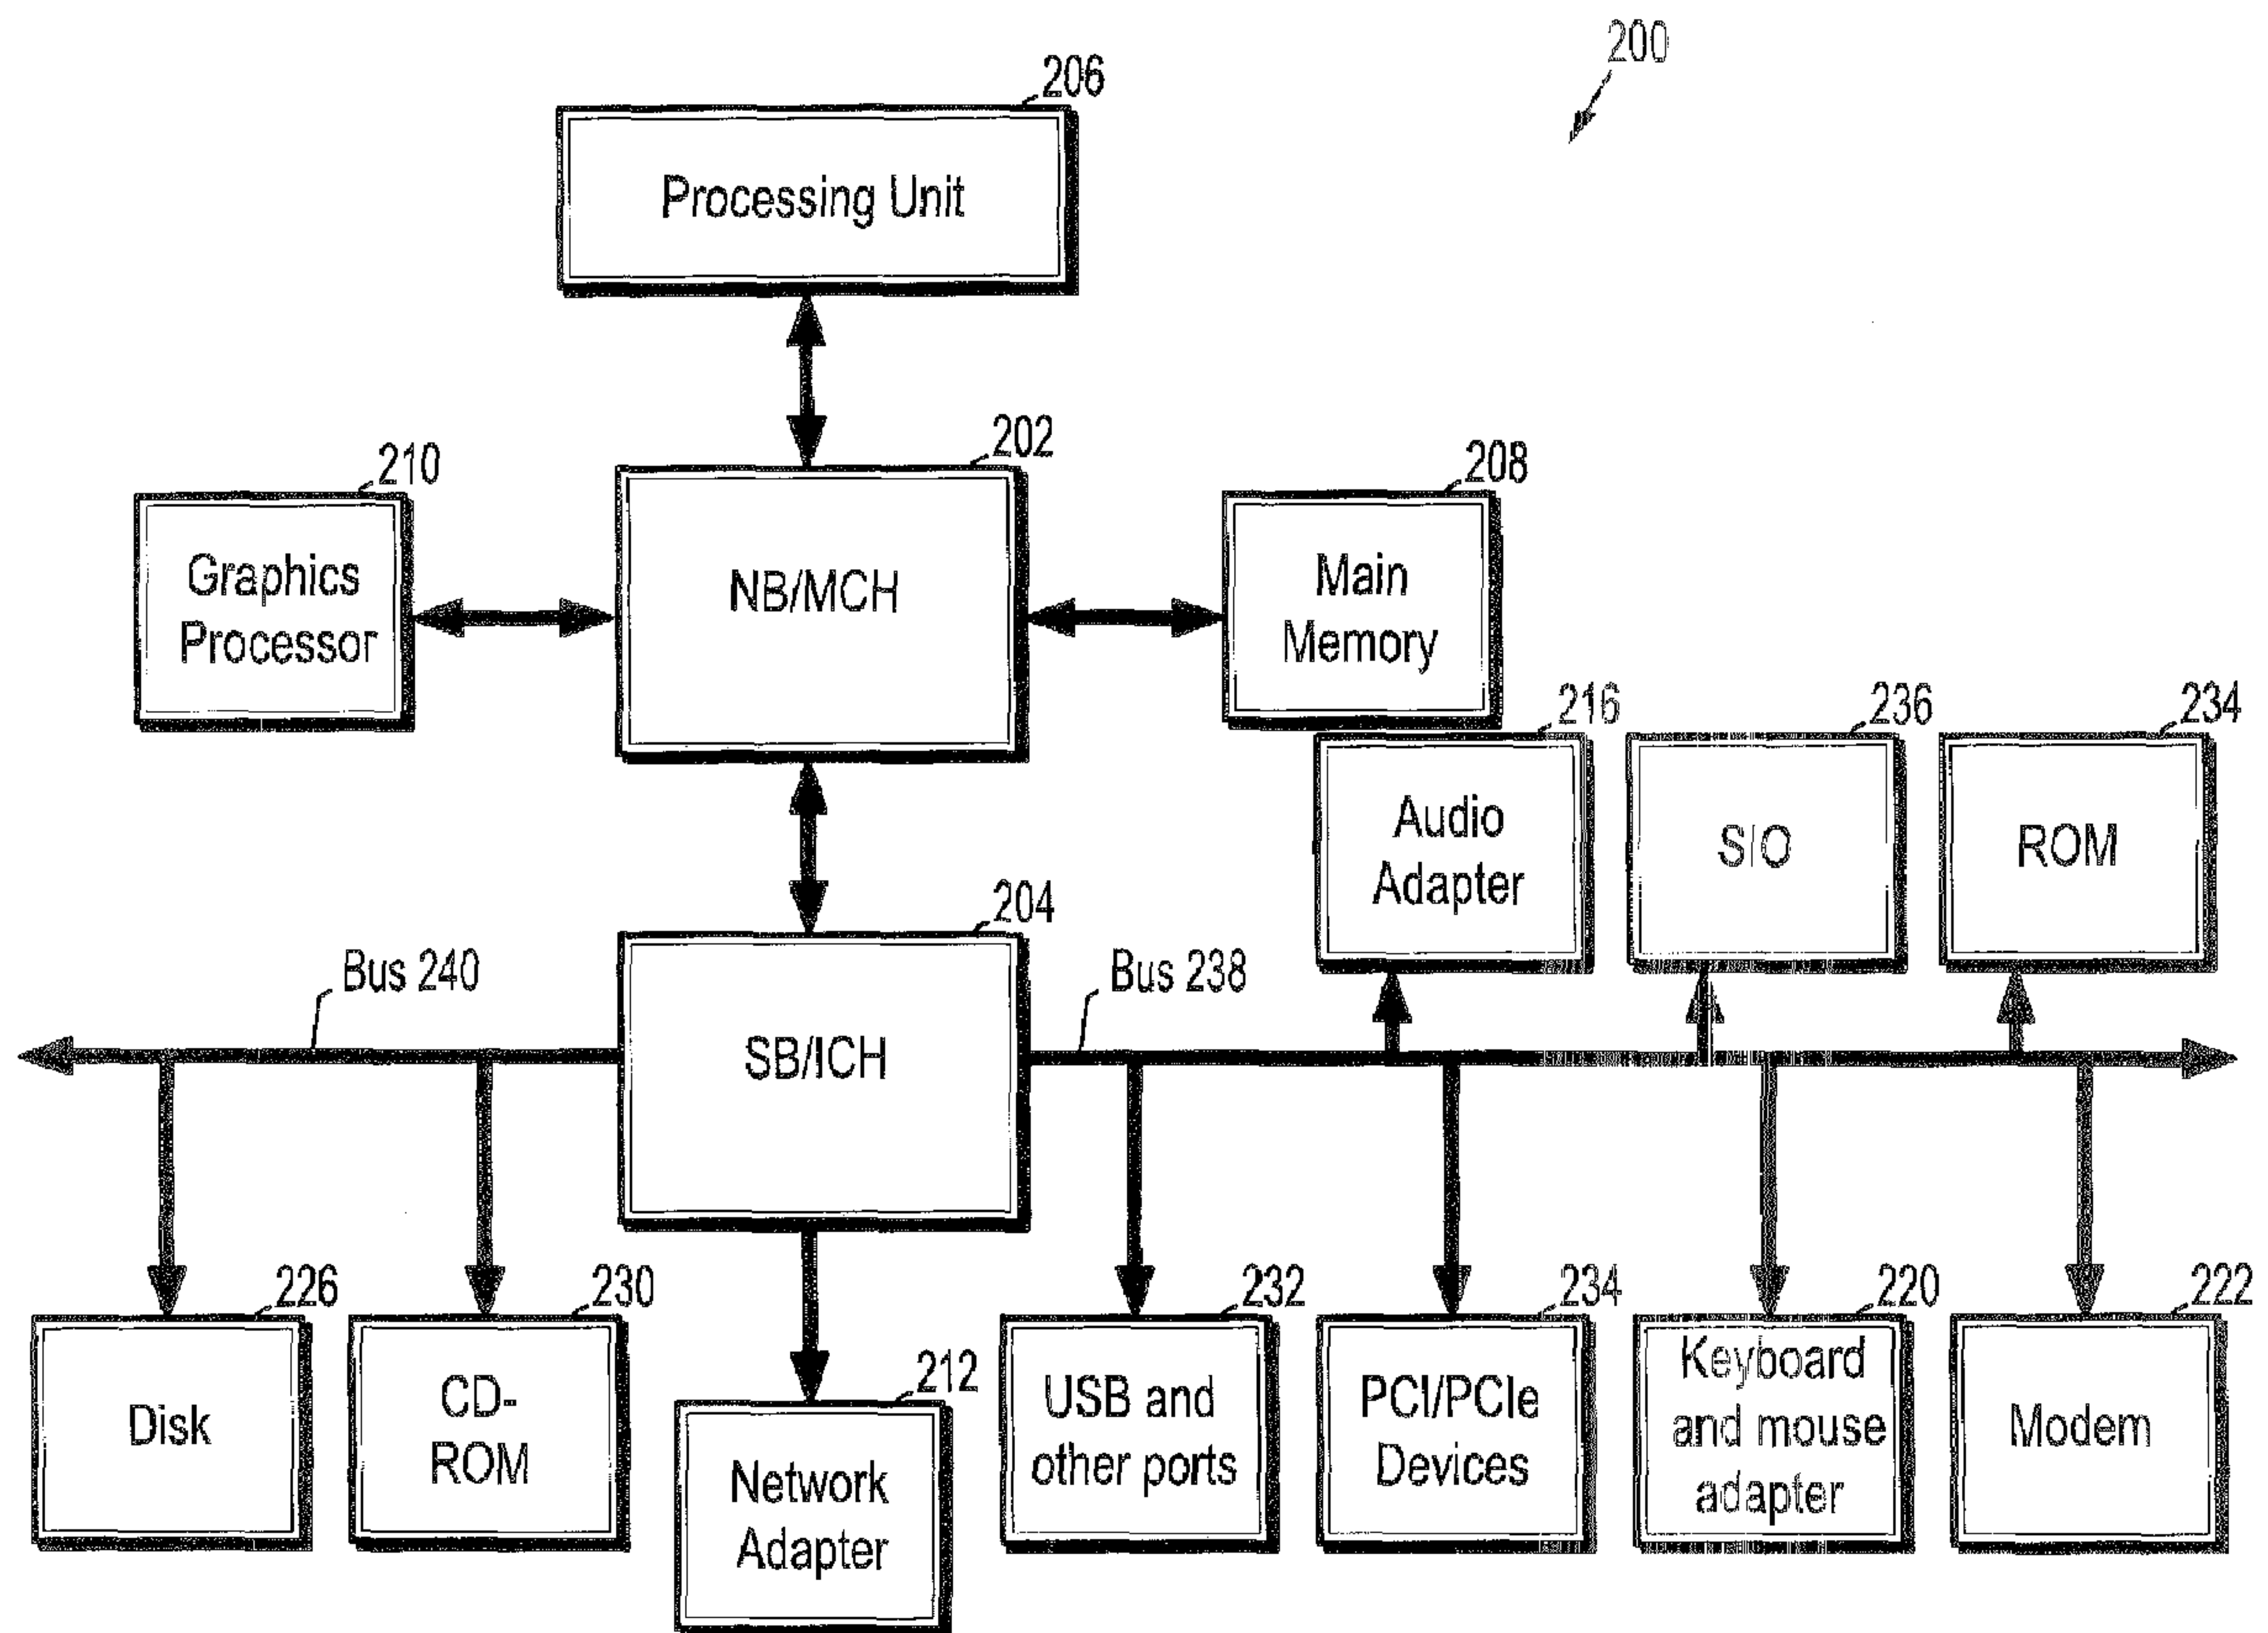 200
206
Processing Unit
202
210
208
Graphics
Processor
NB/MCH
Main
Memory
216
236
234
Audio
Adapter
S/O
ROM
204
Bus 240
Bus 238
SB/ICH
226
230
212
232
234
220
222
Disk
CD-
ROM
Network
Adapter
USB and
other ports
PCI/PCIe
Devices
Keyboard
and mouse
adapter
Modem